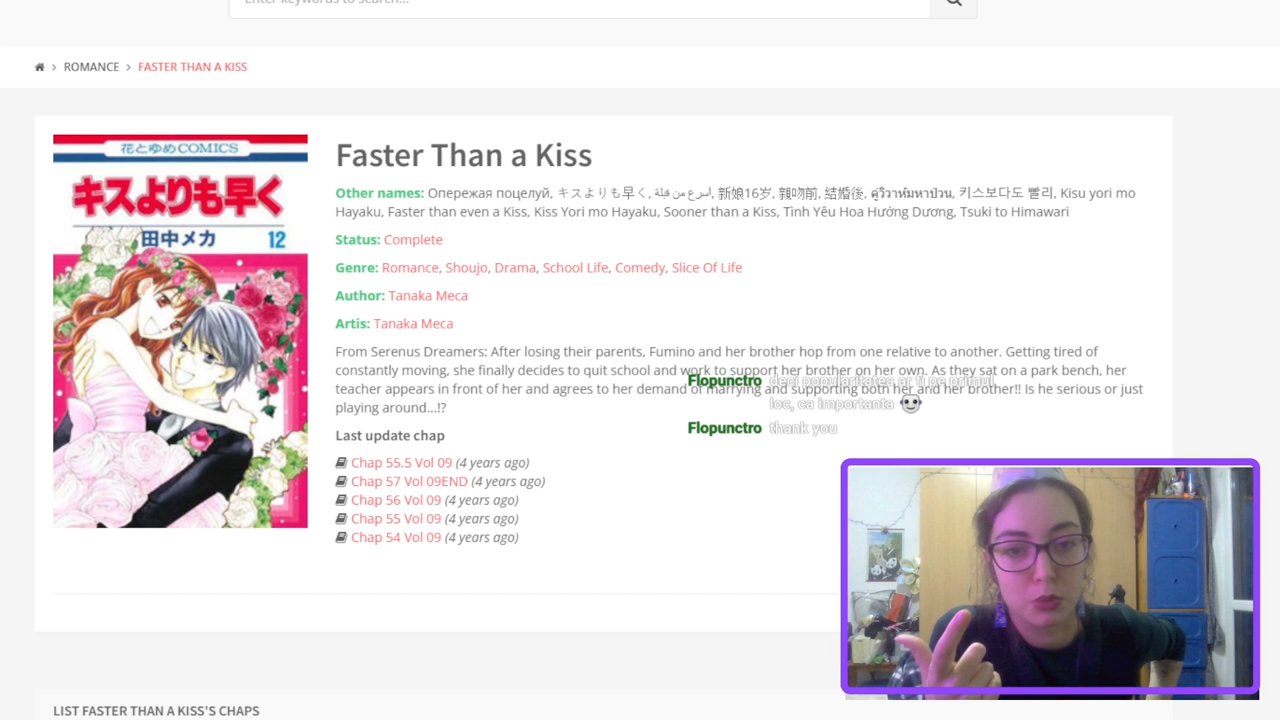 Enter keywords to search...
ROMANCE > FASTER THAN A KISS
花とゆめCOMICS
キスよりも早く
田中メカ 12
Faster Than a Kiss
Other names: Опережая поцелуй, キスよりも早く, أسرع من قبلة, 新娘16岁, 親吻前, 結婚後, คู่วิวาห์มหาป่วน, 키스보다도 빨리, Kisu yori mo
Hayaku, Faster than even a Kiss, Kiss Yori mo Hayaku, Sooner than a Kiss, Tình Yêu Hoa Hướng Dương, Tsuki to Himawari
Status: Complete
Genre: Romance, Shoujo, Drama, School Life, Comedy, Slice Of Life
Author: Tanaka Meca
Artis: Tanaka Meca
From Serenus Dreamers: After losing their parents, Fumino and her brother hop from one relative to another. Getting tired of
constantly moving, she finally decides to quit school and work to support her brother on her own. As they sat on a park bench, her
teacher appears in front of her and agrees to her demand of marrying and supporting both her and her brother!! Is he serious or just
playing around...!?
Flopunctro deci popularitatea ar fi pe primul
loc, ca importanta
Flopunctro thank you
Last update chap
Chap 55.5 Vol 09 (4 years ago)
Chap 57 Vol 09END (4 years ago)
Chap 56 Vol 09 (4 years ago)
Chap 55 Vol 09 (4 years ago)
Chap 54 Vol 09 (4 years ago)
LIST FASTER THAN A KISS'S CHAPS